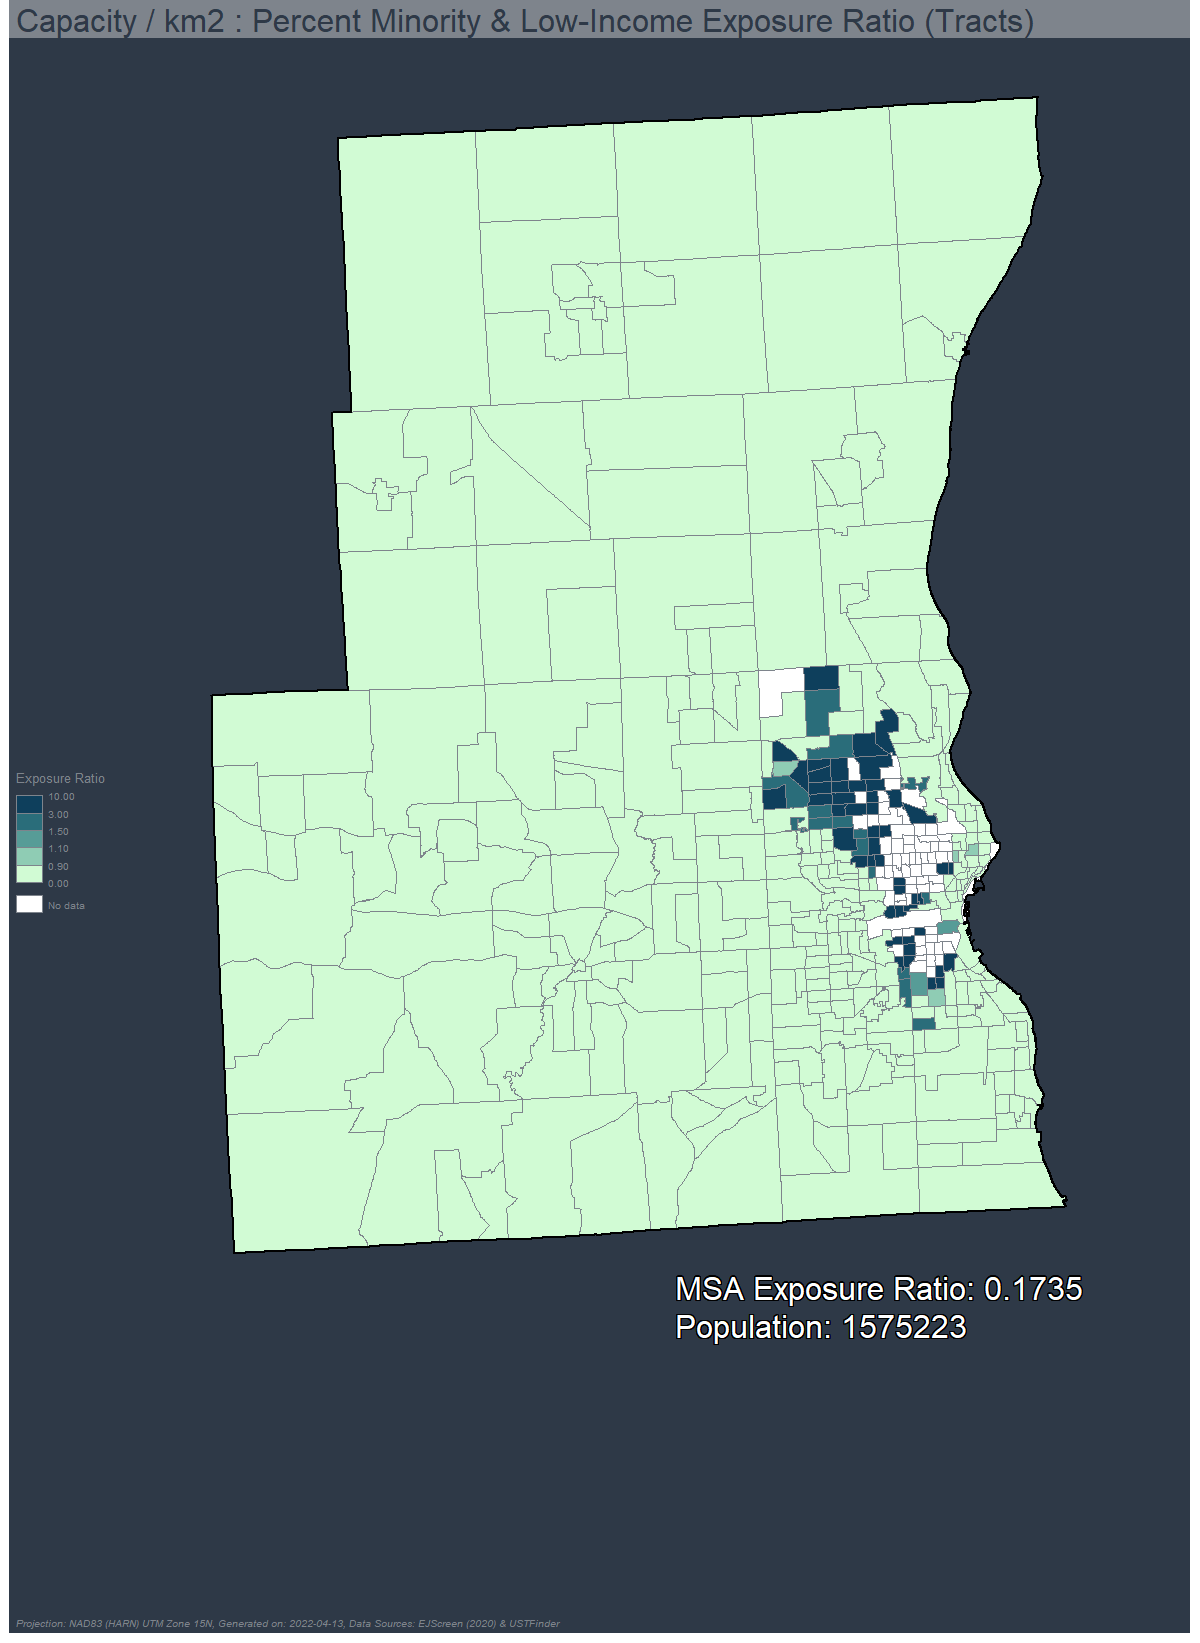 Capacity / km2 : Percent Minority & Low-Income Exposure Ratio (Tracts)
Exposure Ratio
10.00
3.00
1.50
1.10
0.90
0.00
No data
MSA Exposure Ratio: 0.1735
Population: 1575223
Projection: NAD83 (HARN) UTM Zone 15N, Generated on: 2022-04-13, Data Sources: EJScreen (2020) & USTFinder